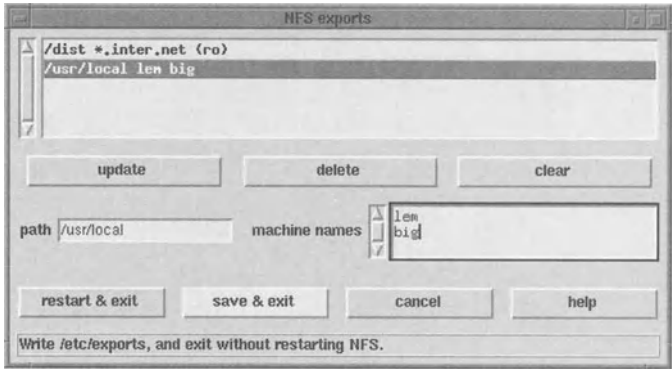 NFS exports
/dist *.inter.net (ro)
/usr/local lem big
update delete clear
path /usr/local machine names lem
big
restart & exit save & exit cancel help
Write /etc/exports, and exit without restarting NFS.